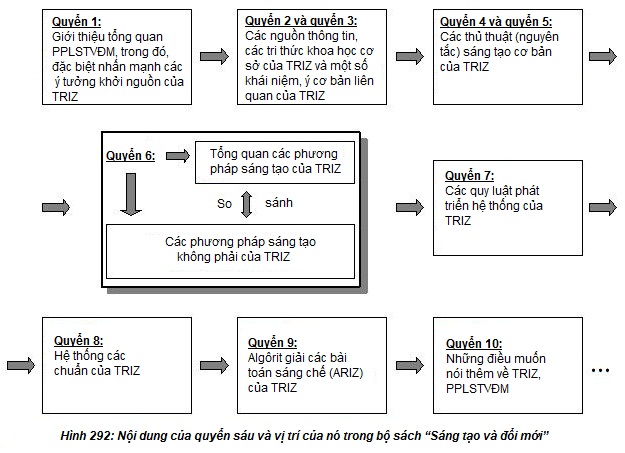 Quyển 1:
Giới thiệu tổng quan
PPLSTVĐM, trong đó,
đặc biệt nhấn mạnh các
ý tưởng khởi nguồn của
TRIZ
Quyển 2 và quyển 3:
Các nguồn thông tin,
các tri thức khoa học cơ
sở của TRIZ và một số
khái niệm, ý cơ bản liên
quan của TRIZ
Quyển 4 và quyển 5:
Các thủ thuật (nguyên
tắc) sáng tạo cơ bản
của TRIZ
Quyển 6:
Tổng quan các phương
pháp sáng tạo của TRIZ
So sánh
Các phương pháp sáng tạo
không phải của TRIZ
Quyển 7:
Các quy luật phát
triển hệ thống của
TRIZ
Quyển 8:
Hệ thống các
chuẩn của TRIZ
Quyển 9:
Algôrit giải các bài
toán sáng chế (ARIZ)
của TRIZ
Quyển 10:
Những điều muốn
nói thêm về TRIZ,
PPLSTVĐM
...
Hình 292: Nội dung của quyển sáu và vị trí của nó trong bộ sách “Sáng tạo và đổi mới”